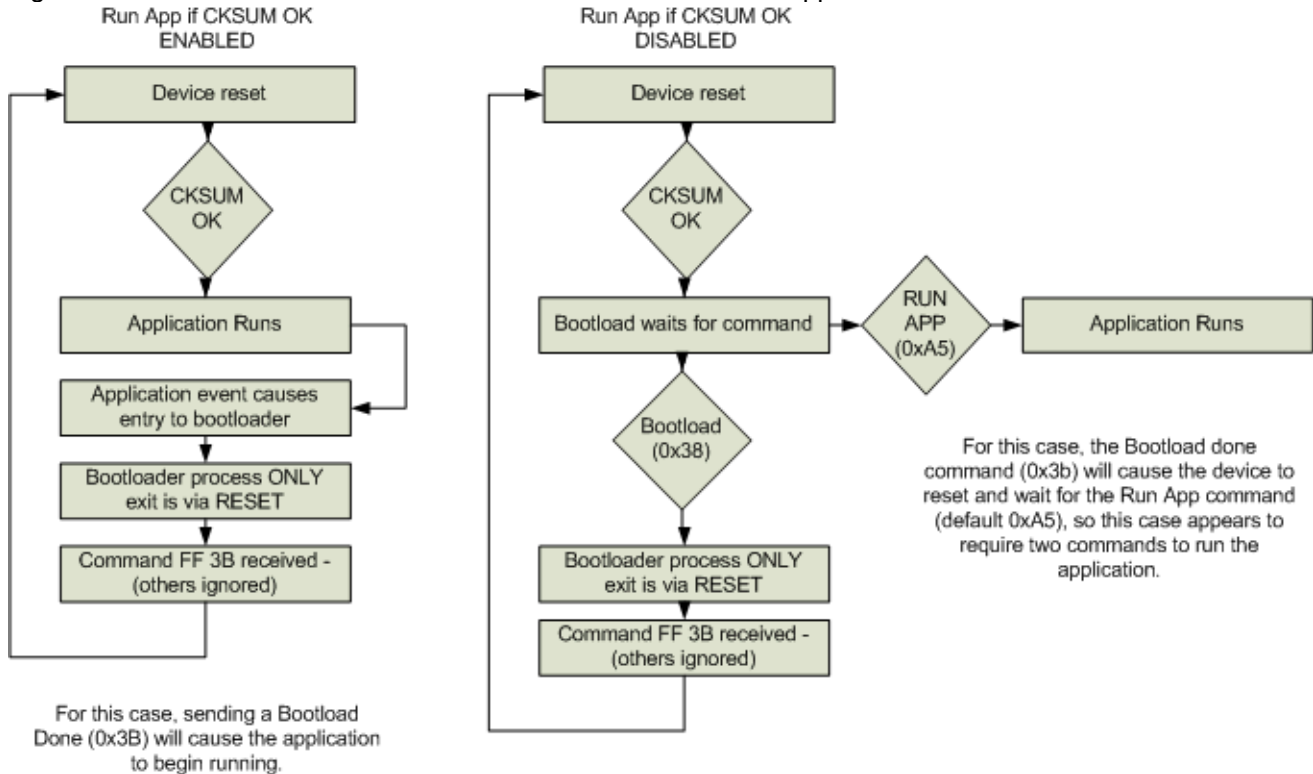 Run App if CKSUM OK
ENABLED
Device reset
CKSUM
OK
Application Runs
Application event causes
entry to bootloader
Bootloader process ONLY
exit is via RESET
Command FF 3B received -
(others ignored)
For this case, sending a Bootload
Done (0x3B) will cause the application
to begin running.
Run App if CKSUM OK
DISABLED
Device reset
CKSUM
OK
Bootload waits for command
RUN
APP
(0xA5)
Application Runs
Bootload
(0x38)
Bootloader process ONLY
exit is via RESET
Command FF 3B received -
(others ignored)
For this case, the Bootload done
command (0x3b) will cause the device to
reset and wait for the Run App command
(default 0xA5), so this case appears to
require two commands to run the
application.